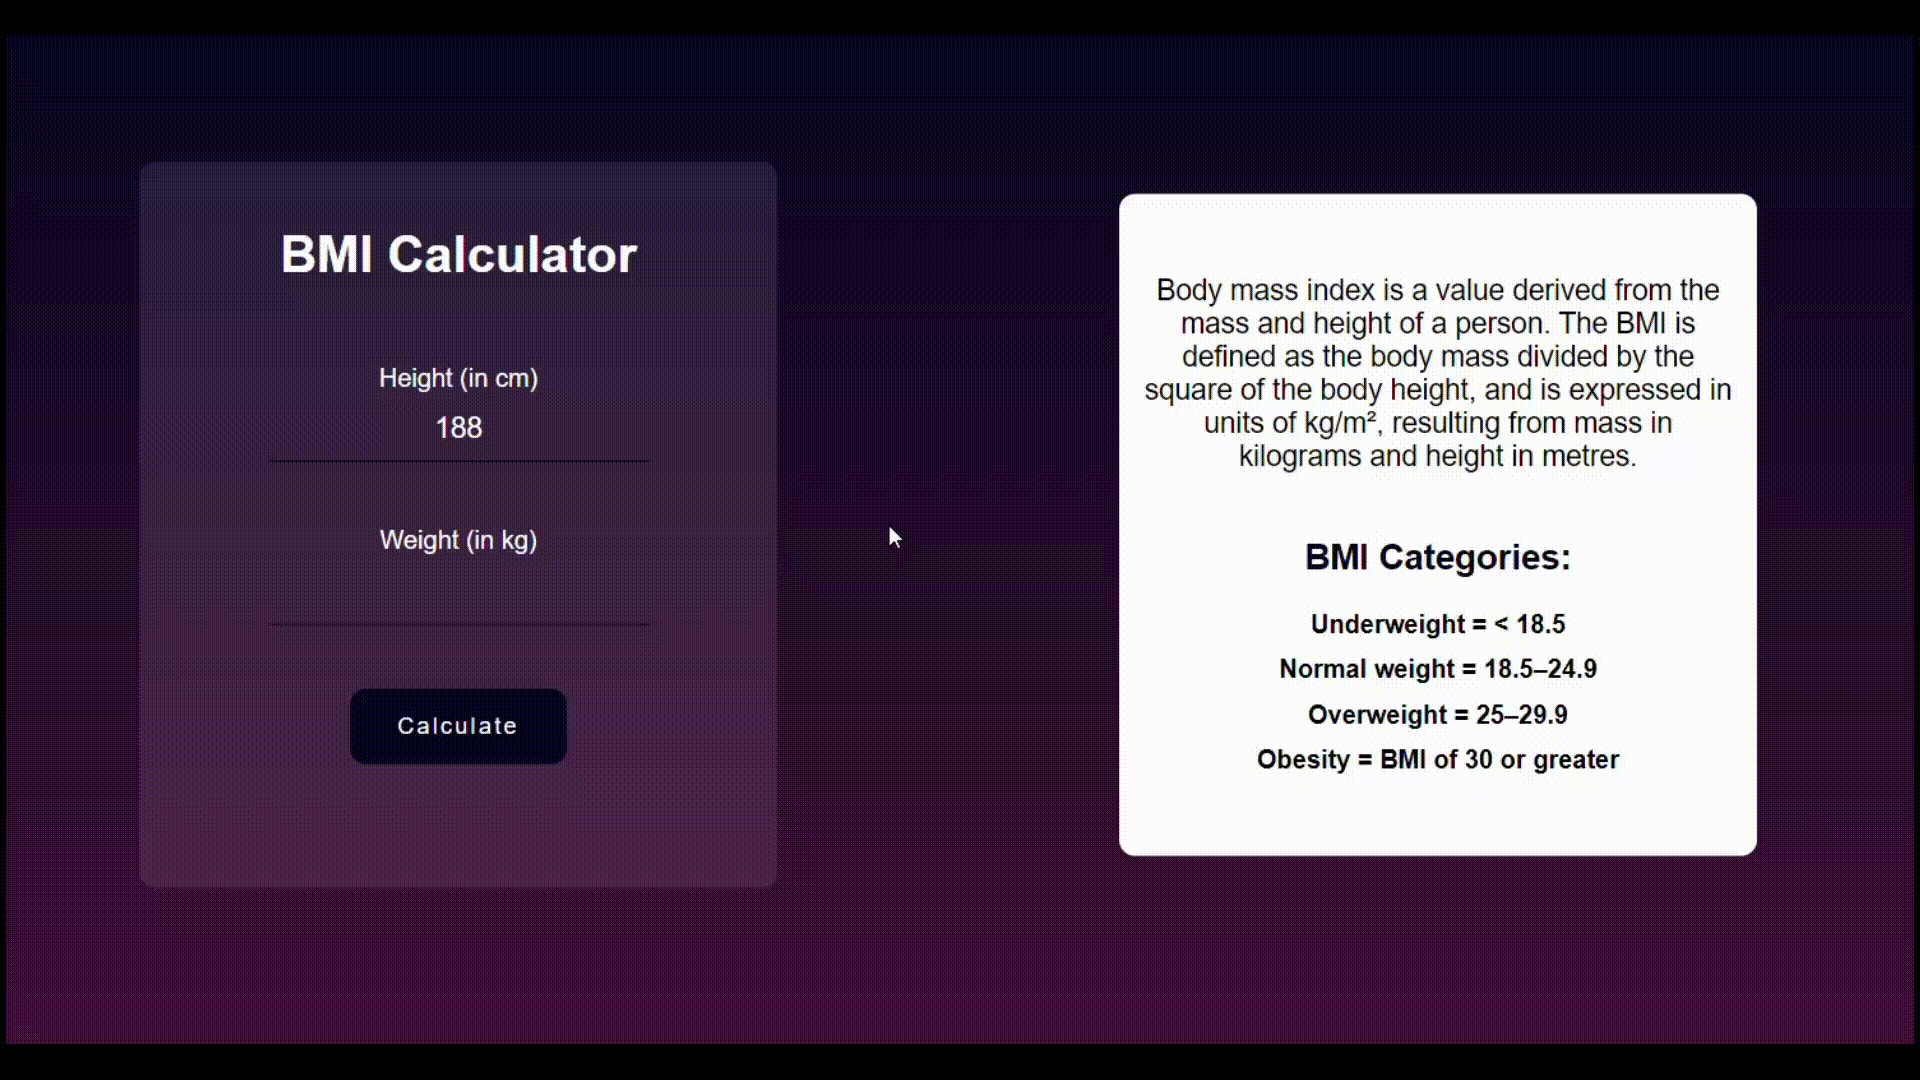 BMI Calculator
Height (in cm)
188
Weight (in kg)
Calculate
Body mass index is a value derived from the
mass and height of a person. The BMI is
defined as the body mass divided by the
square of the body height, and is expressed in
units of kg/m², resulting from mass in
kilograms and height in metres.
BMI Categories:
Underweight = < 18.5
Normal weight = 18.5–24.9
Overweight = 25–29.9
Obesity = BMI of 30 or greater